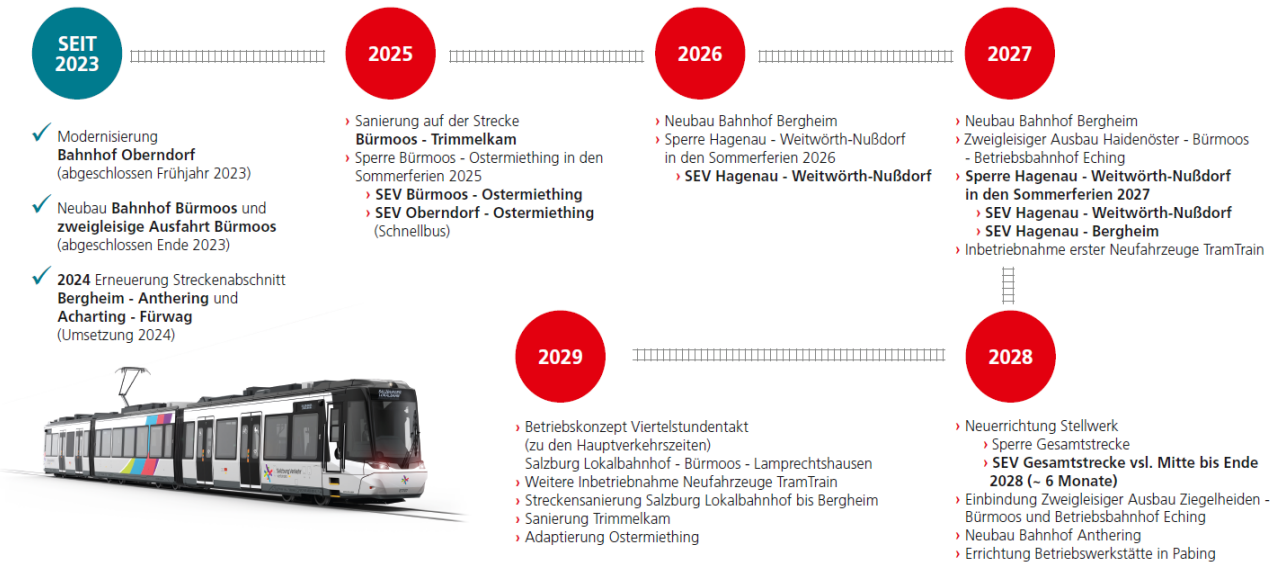 SEIT
2023
✓ Modernisierung
Bahnhof Oberndorf
(abgeschlossen Frühjahr 2023)
✓ Neubau Bahnhof Bürmoos und
zweigleisige Ausfahrt Bürmoos
(abgeschlossen Ende 2023)
✓ 2024 Erneuerung Streckenabschnitt
Bergheim - Anthering und
Acharting - Fürwag
(Umsetzung 2024)
2025
› Sanierung auf der Strecke
Bürmoos - Trimmelkam
› Sperre Bürmoos - Ostermiething in den
Sommerferien 2025
› SEV Bürmoos - Ostermiething
› SEV Oberndorf - Ostermiething
(Schnellbus)
2026
› Neubau Bahnhof Bergheim
› Sperre Hagenau - Weitwörth-Nußdorf
in den Sommerferien 2026
› SEV Hagenau - Weitwörth-Nußdorf
2027
› Neubau Bahnhof Bergheim
› Zweigleisiger Ausbau Haidenöster - Bürmoos
- Betriebsbahnhof Eching
› Sperre Hagenau - Weitwörth-Nußdorf
in den Sommerferien 2027
› SEV Hagenau - Weitwörth-Nußdorf
› SEV Hagenau - Bergheim
› Inbetriebnahme erster Neufahrzeuge TramTrain
2028
› Neuerrichtung Stellwerk
› Sperre Gesamtstrecke
› SEV Gesamtstrecke vsl. Mitte bis Ende
2028 (~ 6 Monate)
› Einbindung Zweigleisiger Ausbau Ziegelheiden -
Bürmoos und Betriebsbahnhof Eching
› Neubau Bahnhof Anthering
› Errichtung Betriebswerkstätte in Pabing
2029
› Betriebskonzept Viertelstundentakt
(zu den Hauptverkehrszeiten)
Salzburg Lokalbahnhof - Bürmoos - Lamprechtshausen
› Weitere Inbetriebnahme Neufahrzeuge TramTrain
› Streckensanierung Salzburg Lokalbahnhof bis Bergheim
› Sanierung Trimmelkam
› Adaptierung Ostermiething